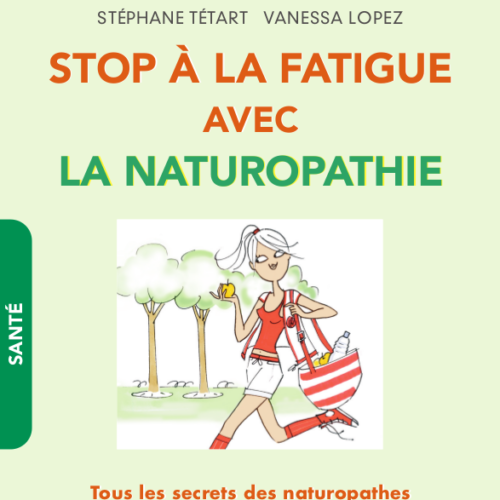 STÉPHANE TÉTART VANESSA LOPEZ
STOP À LA FATIGUE
AVEC
LA NATUROPATHIE
SANTÉ
Tous les secrets des naturopathes